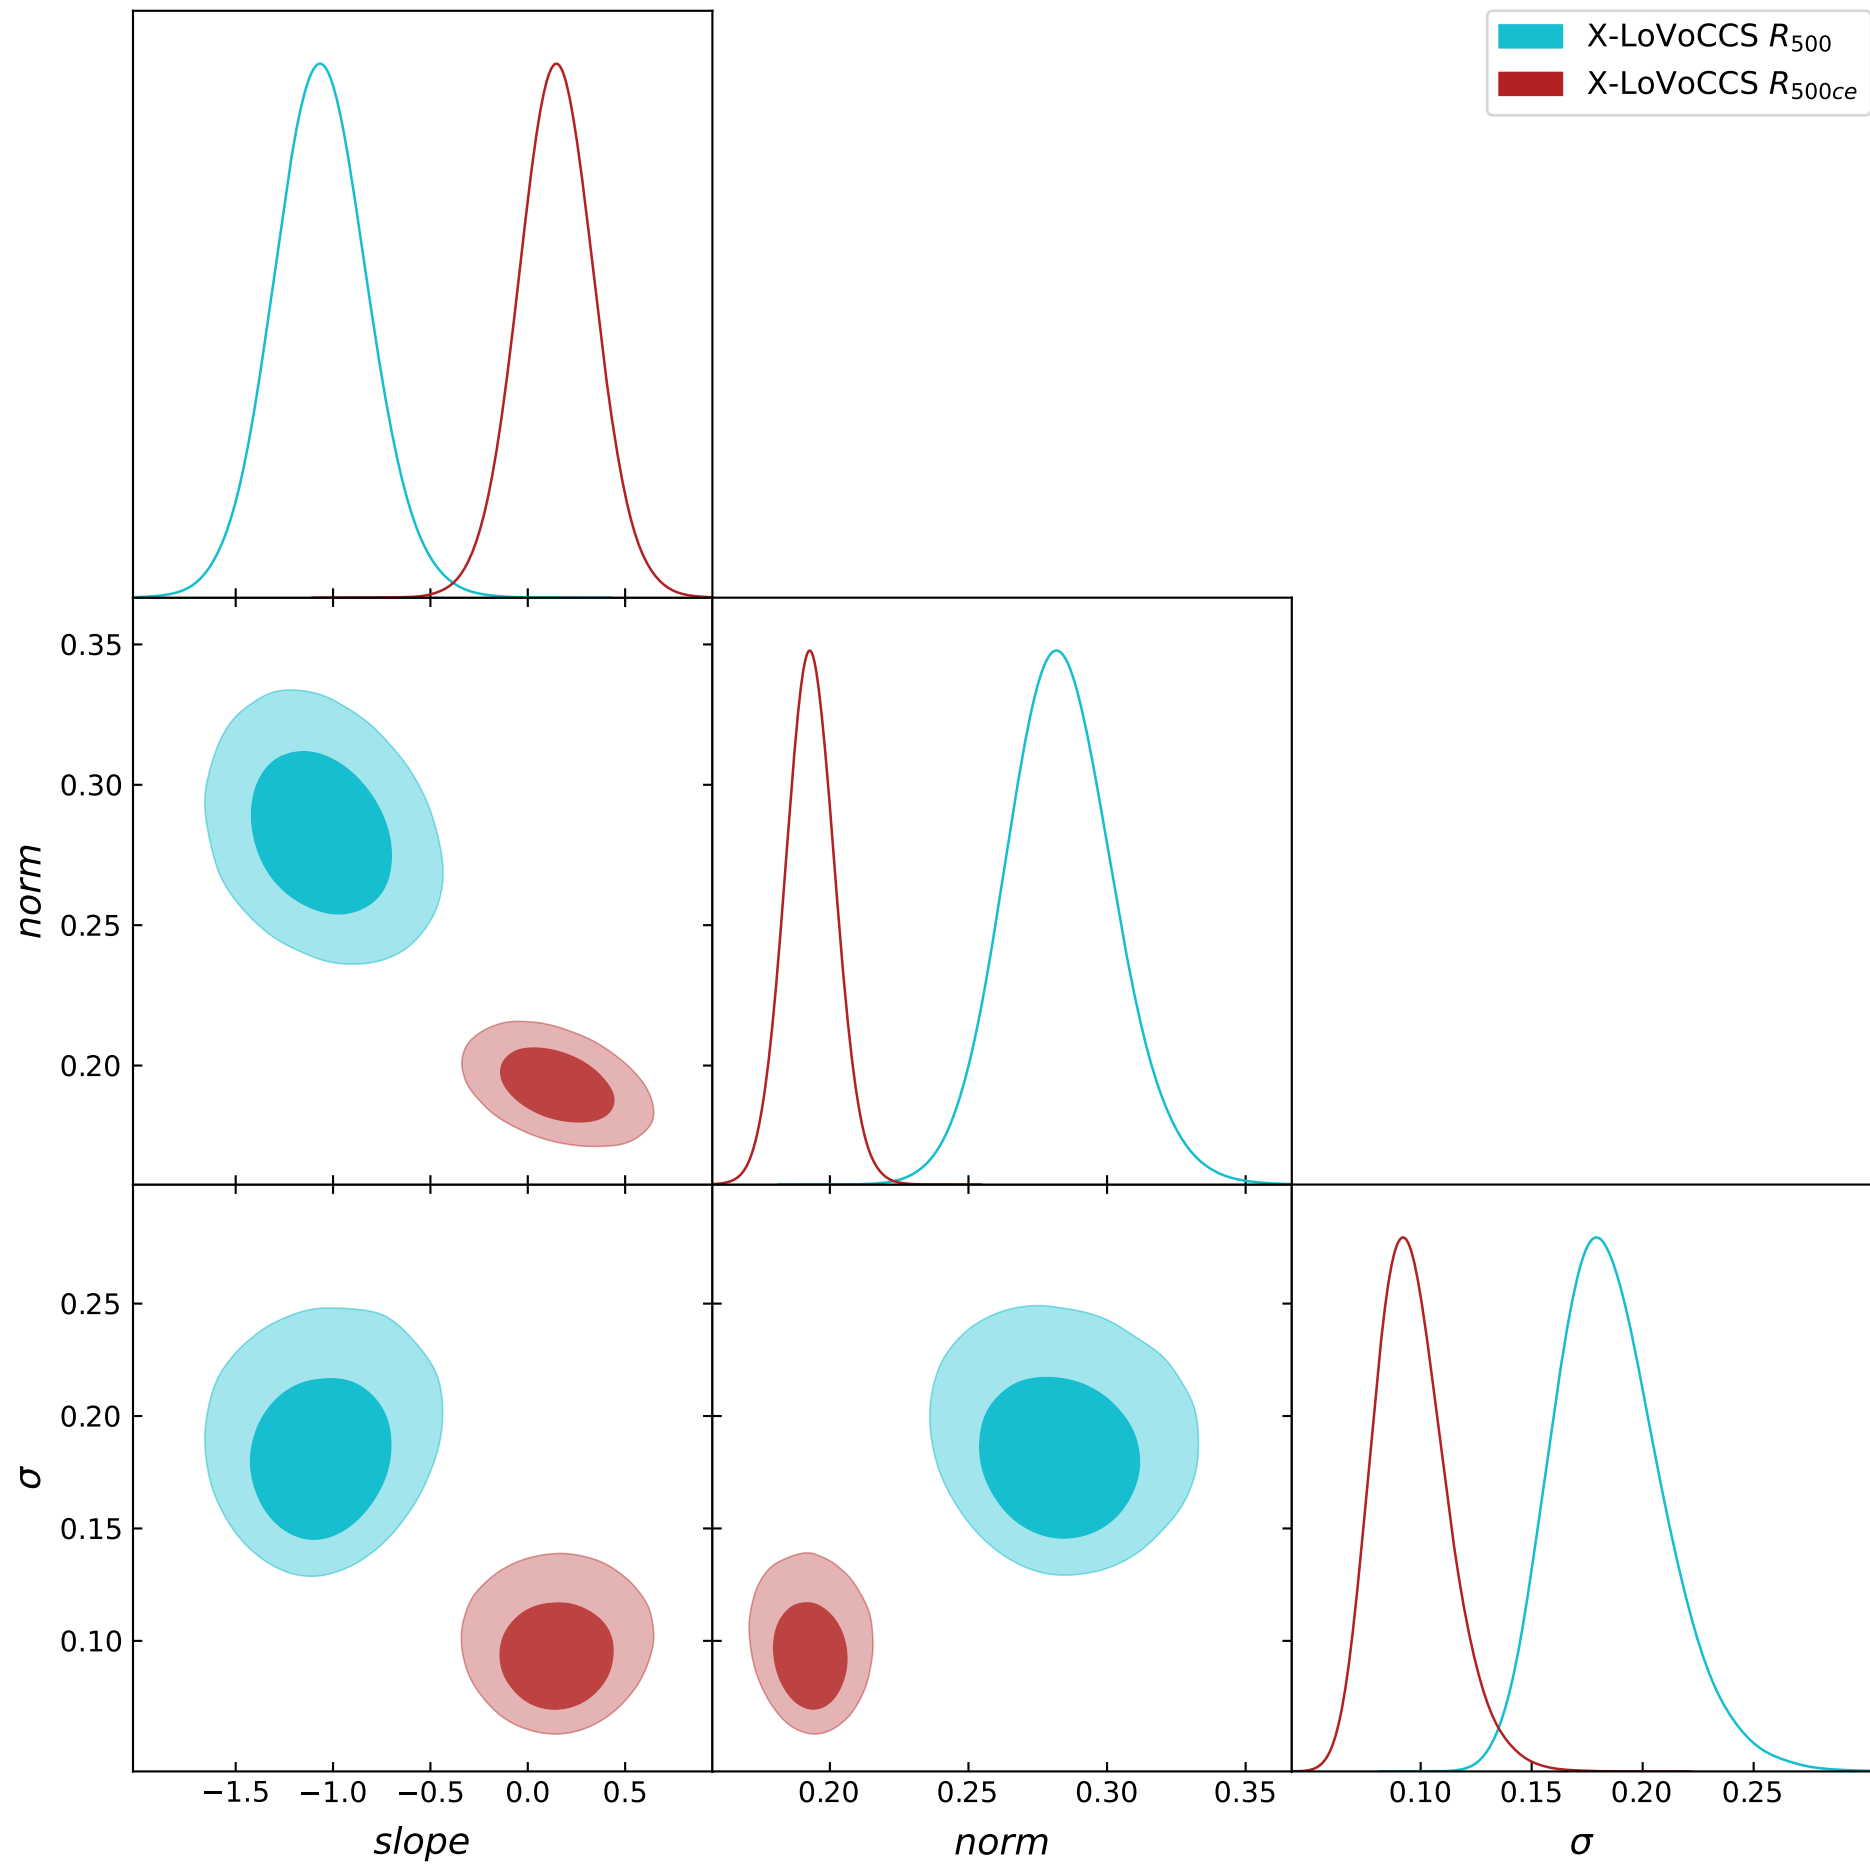 X-LoVoCCS R500
X-LoVoCCS R500ce
0.35
0.30
0.25
0.20
norm
0.25
0.20
0.15
0.10
σ
−1.5 −1.0 −0.5 0.0 0.5
0.20 0.25 0.30 0.35
0.10 0.15 0.20 0.25
slope
norm
σ